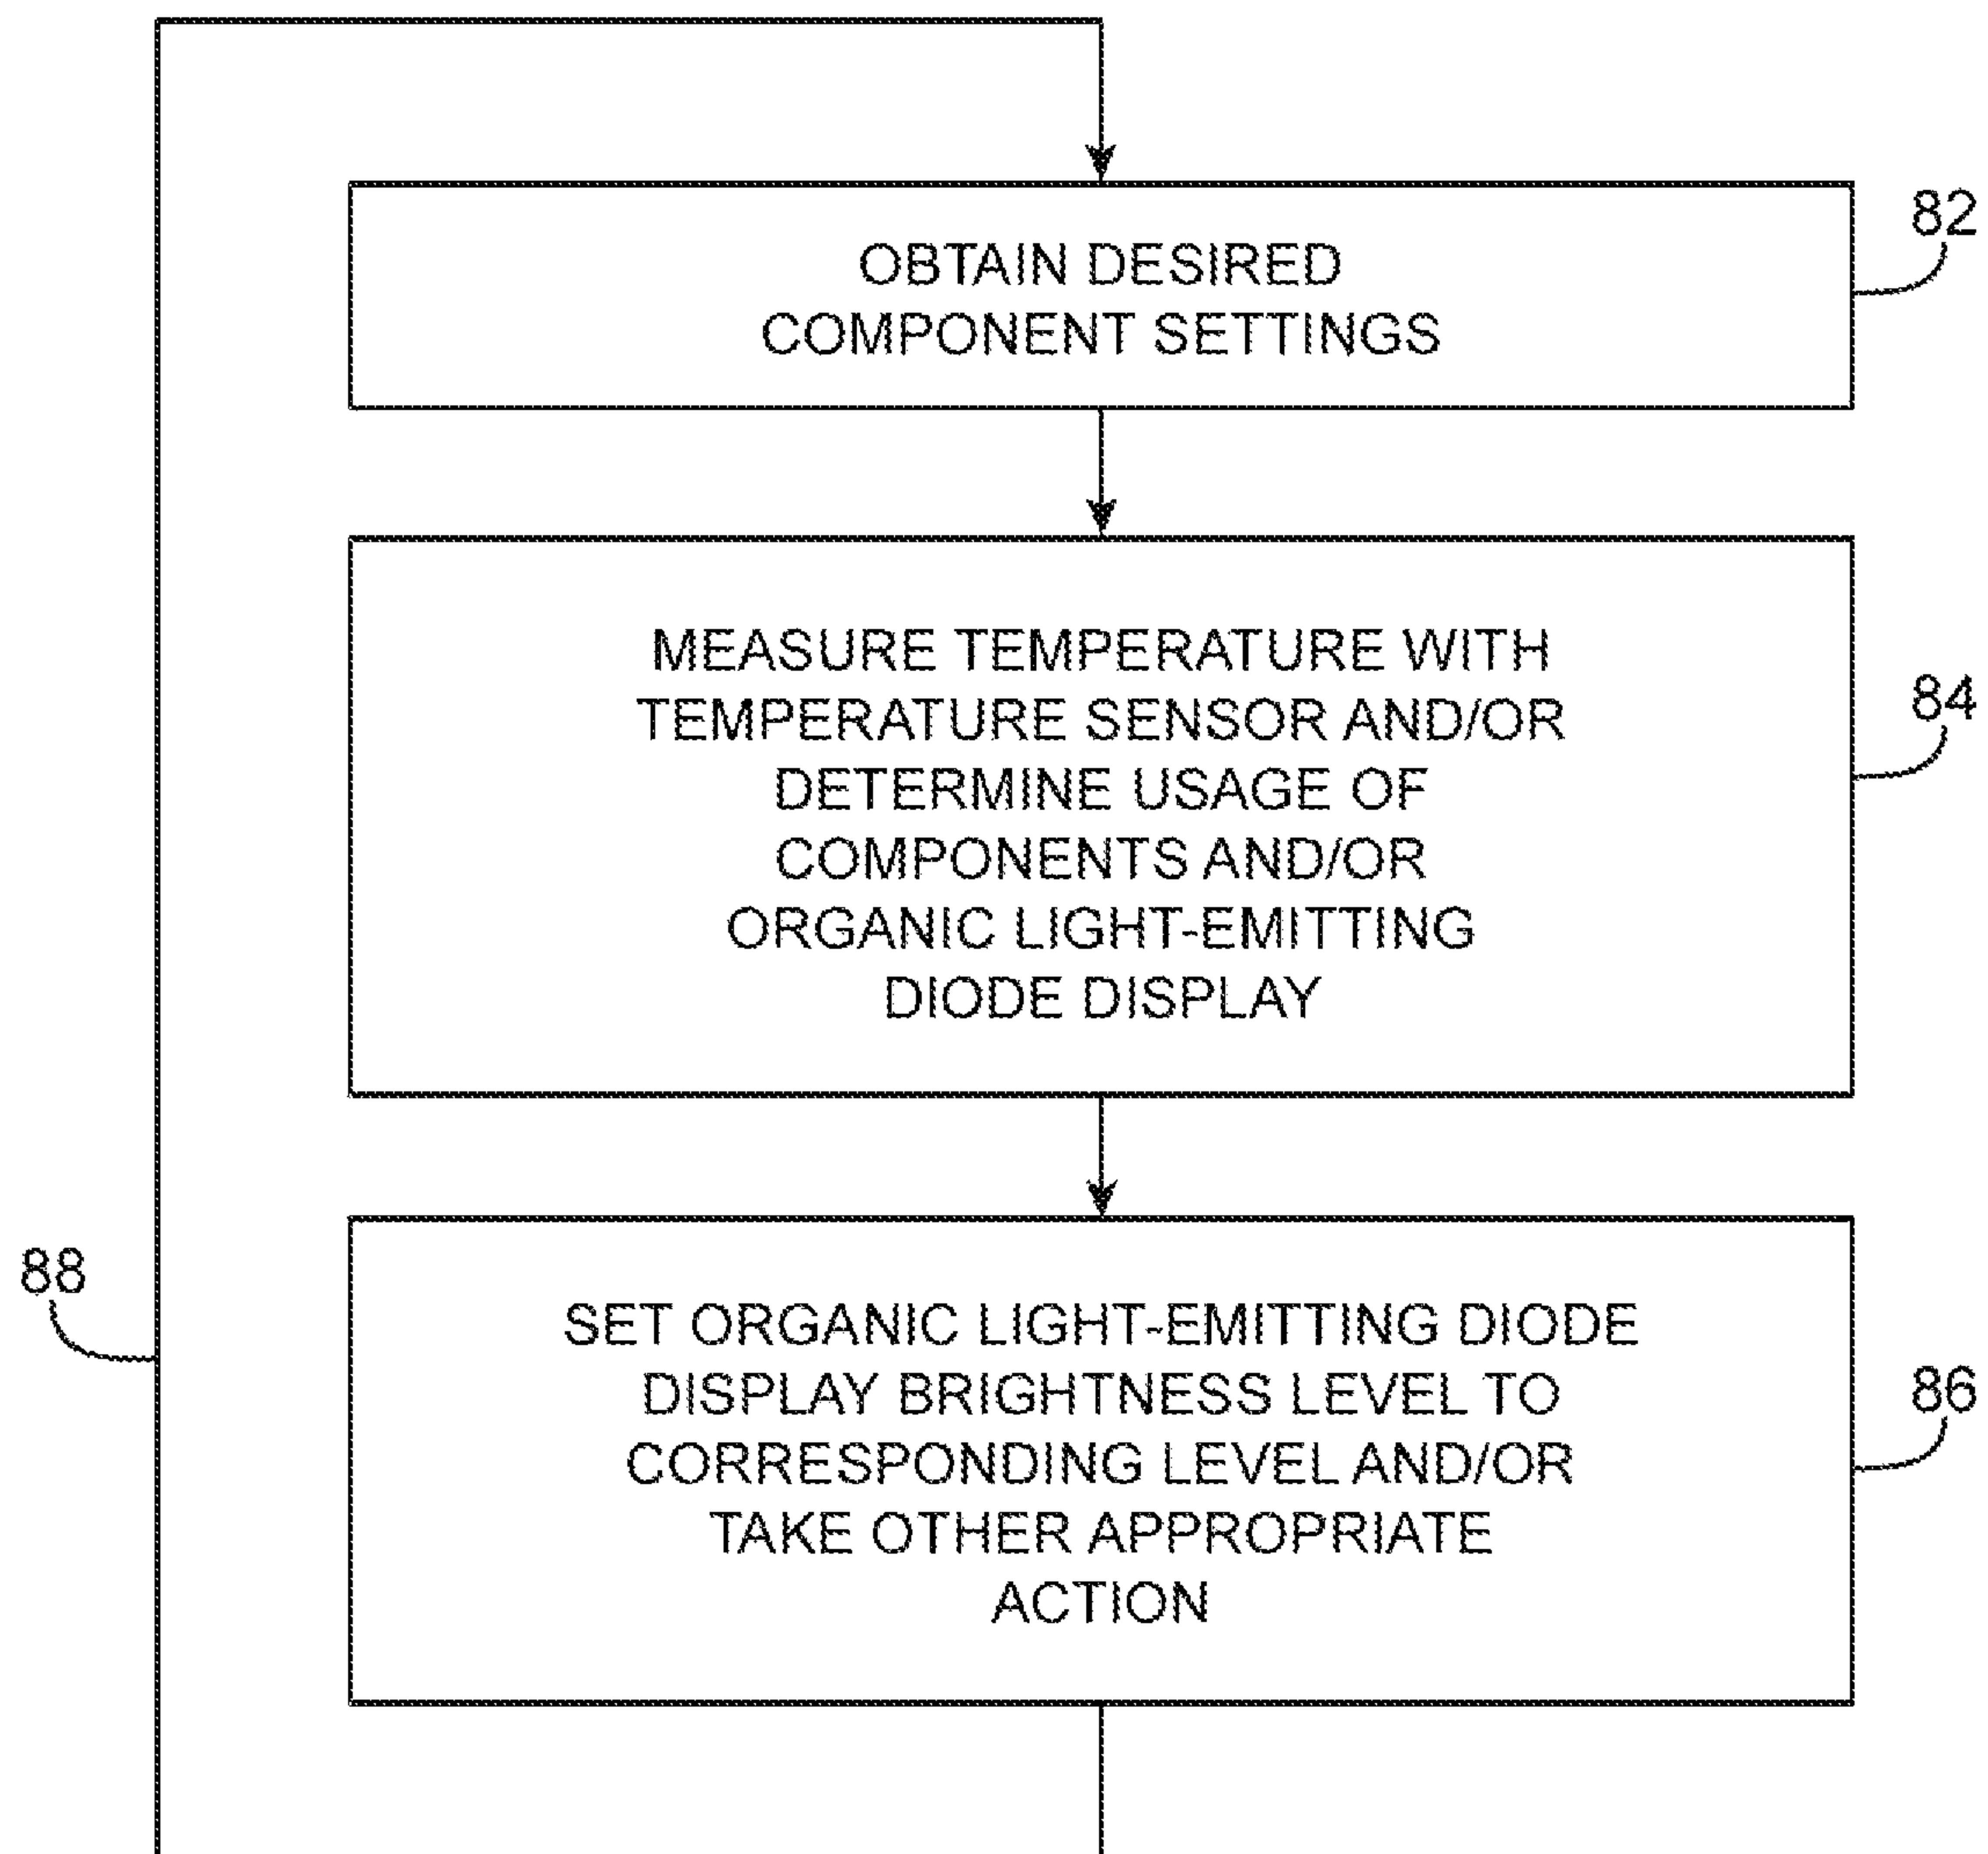 OBTAIN DESIRED
COMPONENT SETTINGS
82
MEASURE TEMPERATURE WITH
TEMPERATURE SENSOR AND/OR
DETERMINE USAGE OF
COMPONENTS AND/OR
ORGANIC LIGHT-EMITTING
DIODE DISPLAY
84
88
SET ORGANIC LIGHT-EMITTING DIODE
DISPLAY BRIGHTNESS LEVEL TO
CORRESPONDING LEVEL AND/OR
TAKE OTHER APPROPRIATE
ACTION
86